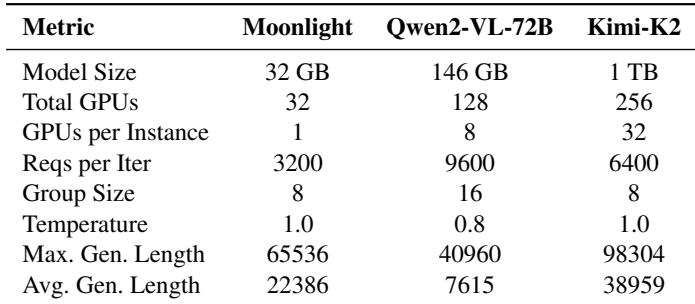 Metric Moonlight Qwen2-VL-72B Kimi-K2
Model Size 32 GB 146 GB 1 TB
Total GPUs 32 128 256
GPUs per Instance 1 8 32
Reqs per Iter 3200 9600 6400
Group Size 8 16 8
Temperature 1.0 0.8 1.0
Max. Gen. Length 65536 40960 98304
Avg. Gen. Length 22386 7615 38959